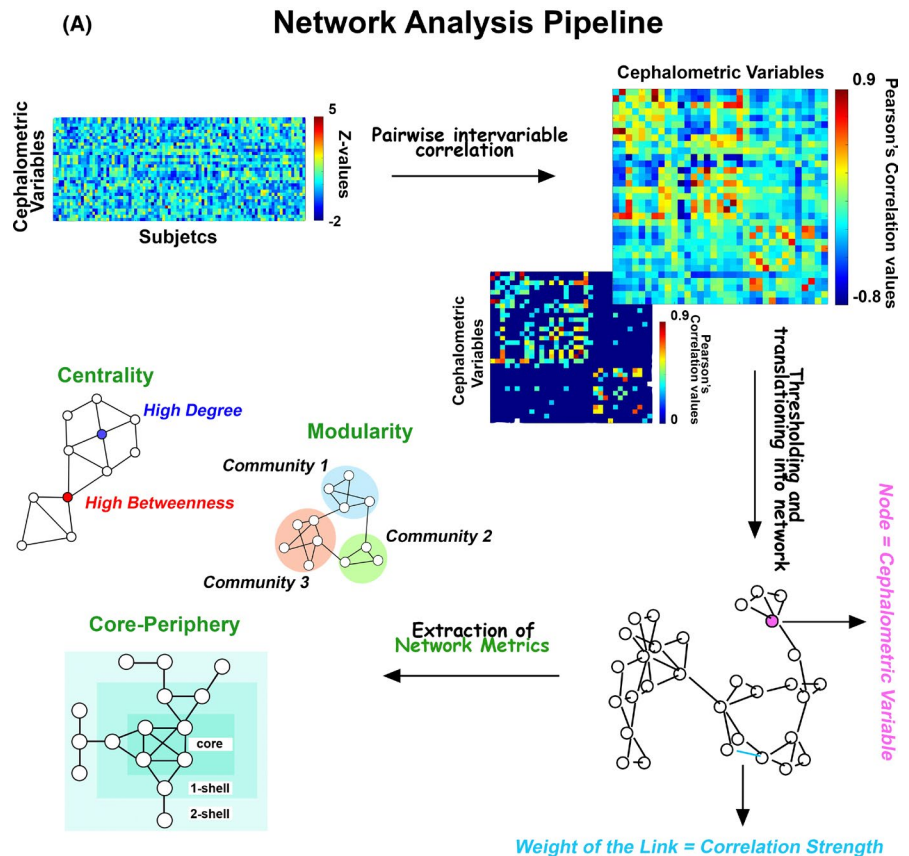 (A)
Network Analysis Pipeline
Cephalometric
Variables
Subjetcs
5
Z-values
-2
Pairwise intervariable
correlation
Cephalometric Variables
0.9
Pearson's Correlation values
-0.8
Cephalometric
Variables
0.9
Pearson's
Correlation values
0
Thresholding and
translationing into network
Centrality
High Degree
High Betweenness
Modularity
Community 1
Community 2
Community 3
Node = Cephalometric Variable
Core-Periphery
core
1-shell
2-shell
Extraction of
Network Metrics
Weight of the Link = Correlation Strength